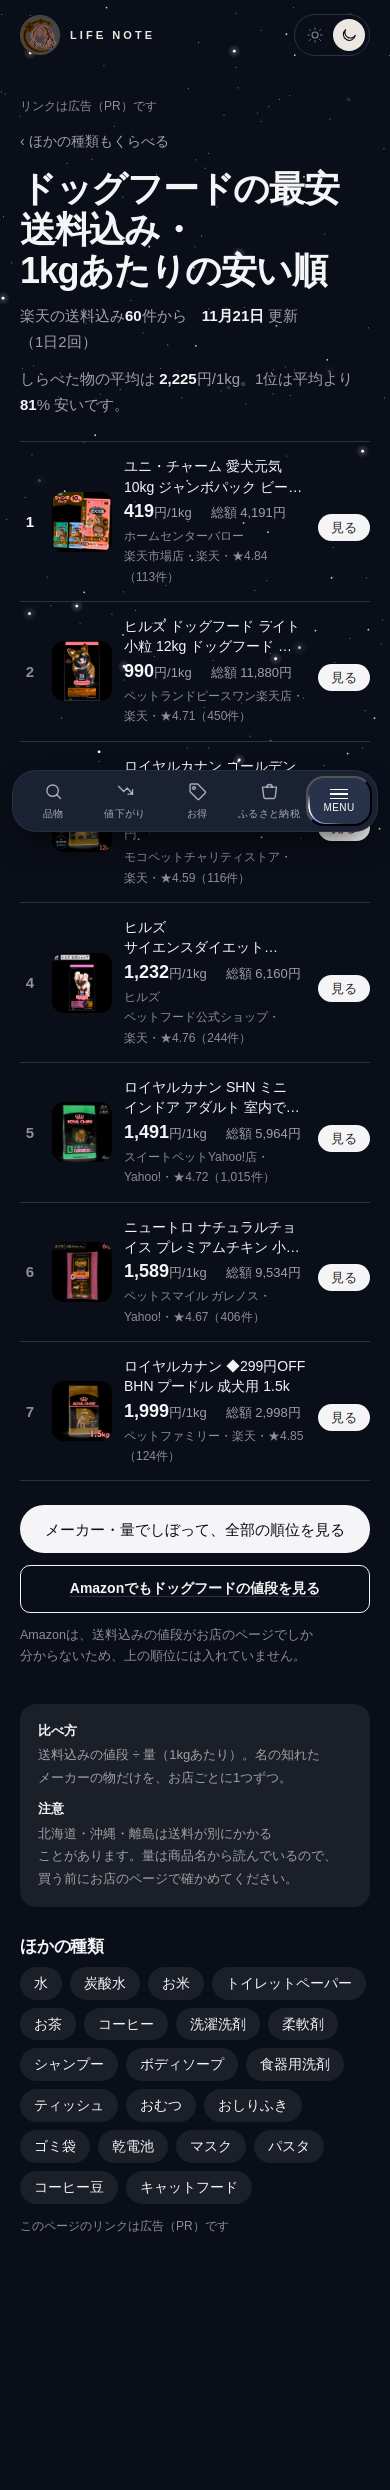 LIFE NOTE
リンクは広告（PR）です
‹ ほかの種類もくらべる
ドッグフードの最安
送料込み・
1kgあたりの安い順
楽天の送料込み60件から　11月21日 更新
（1日2回）
しらべた物の平均は 2,225円/1kg。1位は平均より
81% 安いです。
1
ユニ・チャーム 愛犬元気
10kg ジャンボパック ビー…
419円/1kg 総額 4,191円
ホームセンターバロー
楽天市場店・楽天・★4.84
（113件）
見る
2
ヒルズ ドッグフード ライト
小粒 12kg ドッグフード …
990円/1kg 総額 11,880円
ペットランドピースワン楽天店・
楽天・★4.71（450件）
見る
ロイヤルカナン ゴールデン
品物
値下がり
お得
ふるさと納税
MENU
円
モコペットチャリティストア・
楽天・★4.59（116件）
4
ヒルズ
サイエンスダイエット…
1,232円/1kg 総額 6,160円
ヒルズ
ペットフード公式ショップ・
楽天・★4.76（244件）
見る
5
ロイヤルカナン SHN ミニ
インドア アダルト 室内で…
1,491円/1kg 総額 5,964円
スイートペットYahoo!店・
Yahoo!・★4.72（1,015件）
見る
6
ニュートロ ナチュラルチョ
イス プレミアムチキン 小…
1,589円/1kg 総額 9,534円
ペットスマイル ガレノス・
Yahoo!・★4.67（406件）
見る
7
ロイヤルカナン ◆299円OFF
BHN プードル 成犬用 1.5k
1,999円/1kg 総額 2,998円
ペットファミリー・楽天・★4.85
（124件）
見る
メーカー・量でしぼって、全部の順位を見る
Amazonでもドッグフードの値段を見る
Amazonは、送料込みの値段がお店のページでしか
分からないため、上の順位には入れていません。
比べ方
送料込みの値段 ÷ 量（1kgあたり）。名の知れた
メーカーの物だけを、お店ごとに1つずつ。
注意
北海道・沖縄・離島は送料が別にかかる
ことがあります。量は商品名から読んでいるので、
買う前にお店のページで確かめてください。
ほかの種類
水 炭酸水 お米 トイレットペーパー
お茶 コーヒー 洗濯洗剤 柔軟剤
シャンプー ボディソープ 食器用洗剤
ティッシュ おむつ おしりふき
ゴミ袋 乾電池 マスク パスタ
コーヒー豆 キャットフード
このページのリンクは広告（PR）です